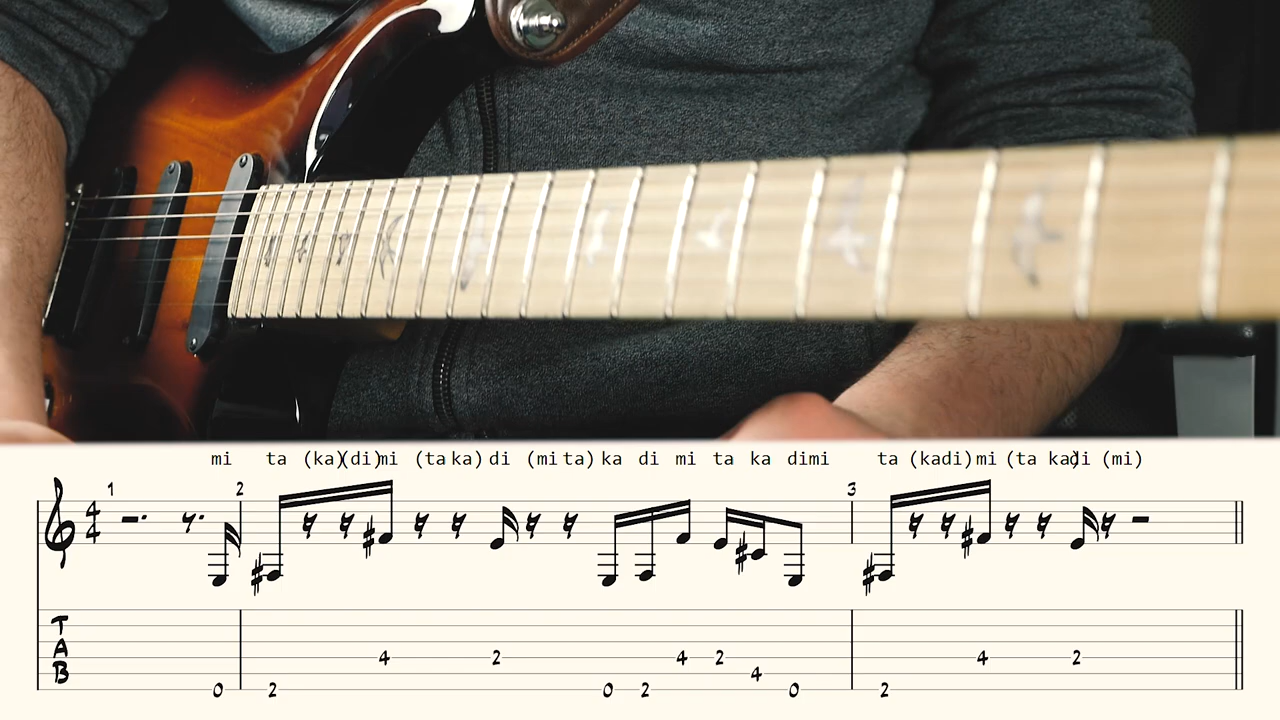 mi ta (ka)(di)mi (ta ka) di (mi ta) ka di mi ta ka dimi ta (kadi) mi (ta ka)di (mi)
1 2 3
4
4
T
A
B
4 2 4 2 4 2
4
0 2 0 2 0 2